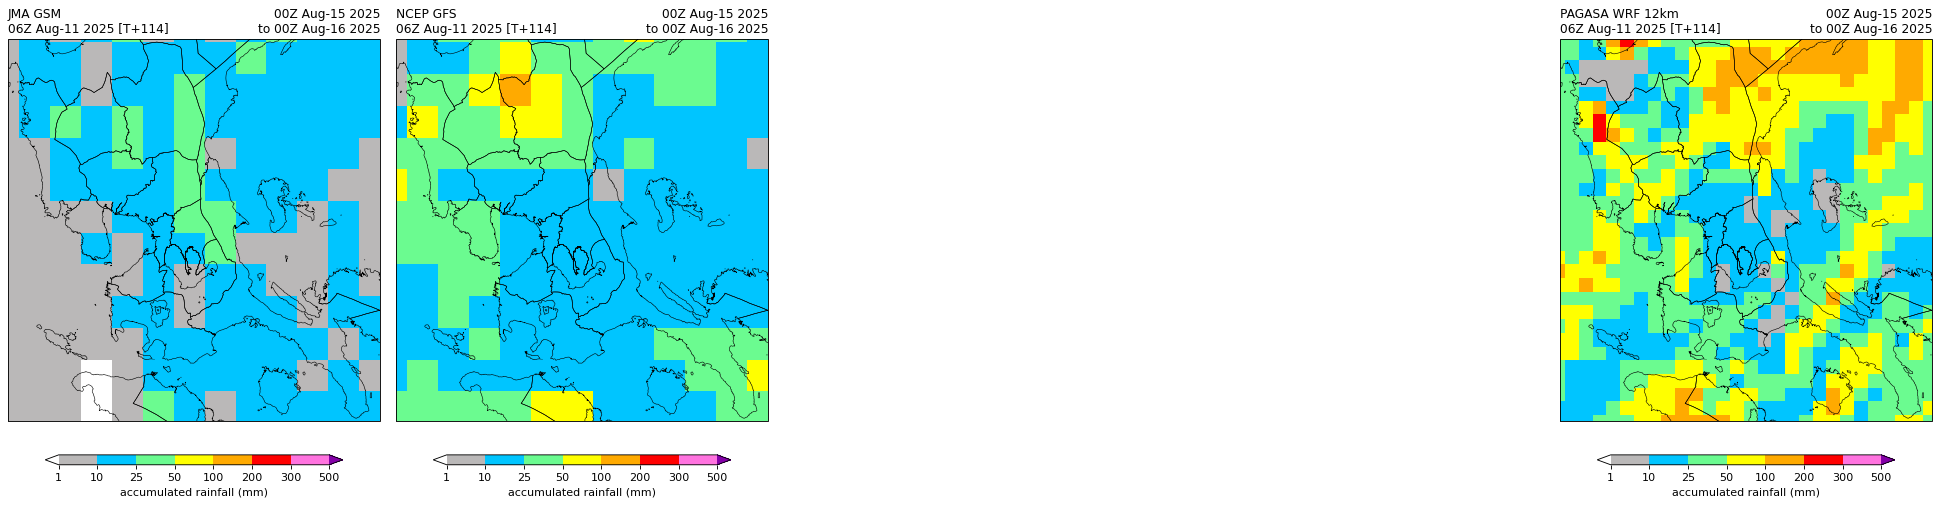 JMA GSM
00Z Aug-15 2025
06Z Aug-11 2025 [T+114]
to 00Z Aug-16 2025
NCEP GFS
00Z Aug-15 2025
06Z Aug-11 2025 [T+114]
to 00Z Aug-16 2025
PAGASA WRF 12km
00Z Aug-15 2025
06Z Aug-11 2025 [T+114]
to 00Z Aug-16 2025
1 10 25 50 100 200 300 500
accumulated rainfall (mm)
1 10 25 50 100 200 300 500
accumulated rainfall (mm)
1 10 25 50 100 200 300 500
accumulated rainfall (mm)